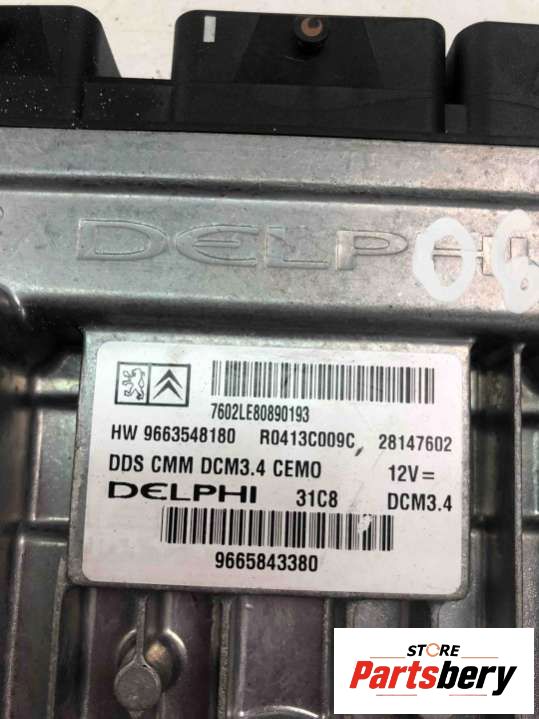 DELPHI
06
7602LE80890193
HW 9663548180 R0413C009C, 28147602
DDS CMM DCM3.4 CEMO 12V=
DELPHI 31C8 DCM3.4
9665843380
STORE
Partsbery